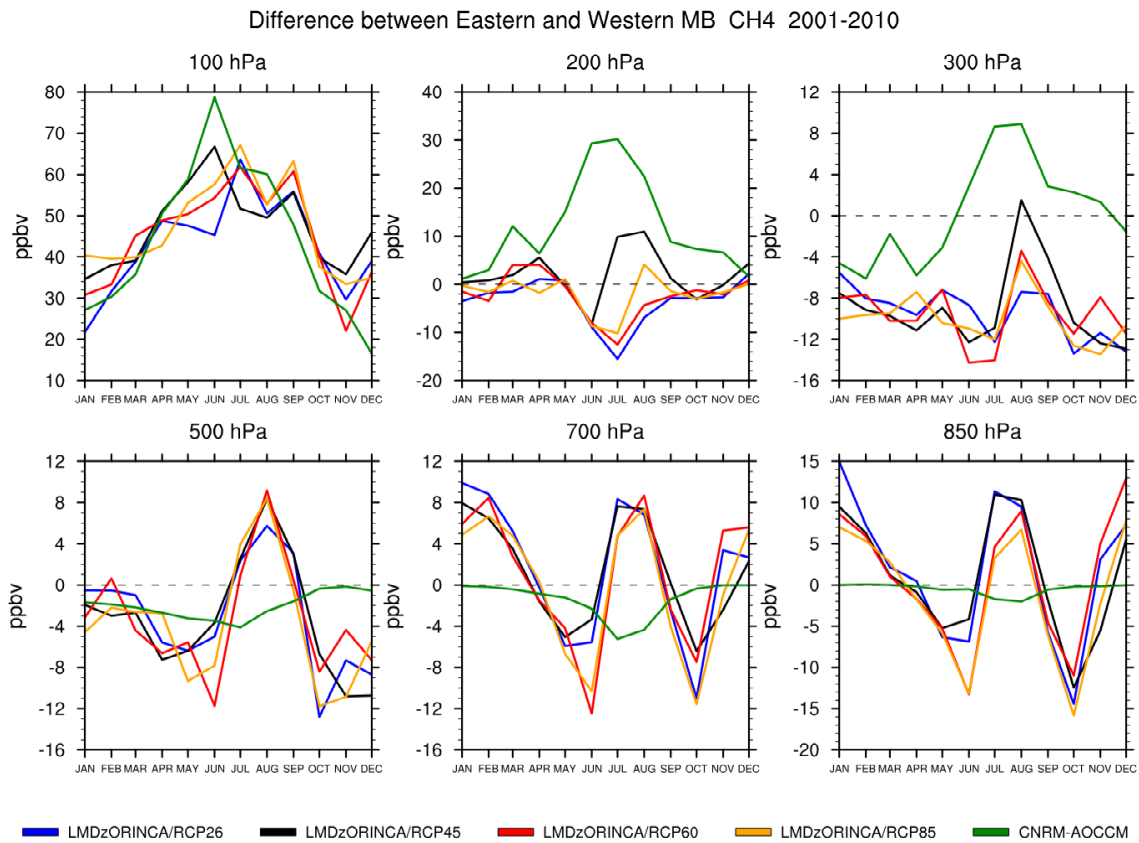 Difference between Eastern and Western MB CH4 2001-2010
100 hPa
200 hPa
300 hPa
ppbv
80
70
60
50
40
30
20
10
JAN FEB MAR APR MAY JUN JUL AUG SEP OCT NOV DEC
ppbv
40
30
20
10
0
-10
-20
JAN FEB MAR APR MAY JUN JUL AUG SEP OCT NOV DEC
ppbv
12
8
4
0
-4
-8
-12
-16
JAN FEB MAR APR MAY JUN JUL AUG SEP OCT NOV DEC
500 hPa
700 hPa
850 hPa
ppbv
12
8
4
0
-4
-8
-12
-16
JAN FEB MAR APR MAY JUN JUL AUG SEP OCT NOV DEC
ppbv
12
8
4
0
-4
-8
-12
-16
JAN FEB MAR APR MAY JUN JUL AUG SEP OCT NOV DEC
ppbv
15
10
5
0
-5
-10
-15
-20
JAN FEB MAR APR MAY JUN JUL AUG SEP OCT NOV DEC
LMDzORINCA/RCP26 LMDzORINCA/RCP45 LMDzORINCA/RCP60 LMDzORINCA/RCP85 CNRM-AOCCM